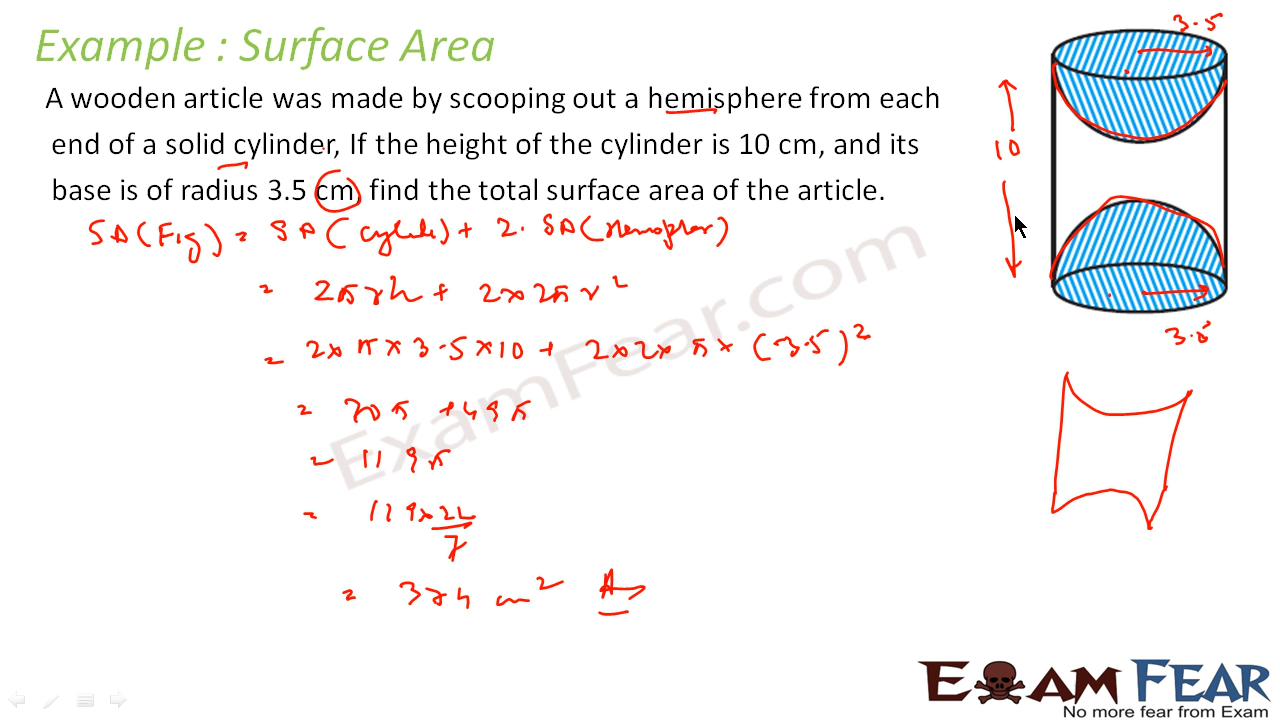 Example : Surface Area
A wooden article was made by scooping out a hemisphere from each
end of a solid cylinder, If the height of the cylinder is 10 cm, and its
base is of radius 3.5 cm, find the total surface area of the article.
3.5
10
3.5
SA(Fig) = SA( ) + 2. SA( )
= 2πrh + 2×2πr²
= 2×π×3.5×10 + 2×2×π×(3.5)²
= 70π +49π
= 119π
= 119×22/7
= 374 cm²
ExamFear.com
EXAM FEAR
No more fear from Exam